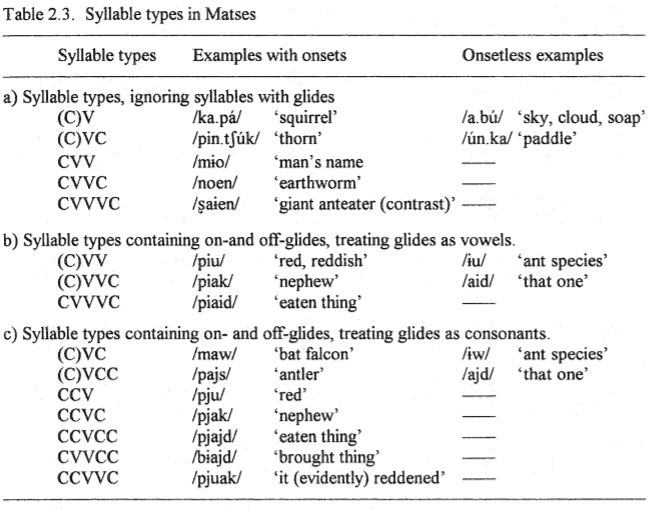 Table 2.3. Syllable types in Matses
Syllable types Examples with onsets Onsetless examples
a) Syllable types, ignoring syllables with glides
(C)V /ka.pá/ ‘squirrel’ /a.bú/ ‘sky, cloud, soap’
(C)VC /pin.tʃúk/ ‘thorn’ /ún.ka/ ‘paddle’
CVV /mɨo/ ‘man’s name ——
CVVC /noen/ ‘earthworm’ ——
CVVVC /ʂaɨen/ ‘giant anteater (contrast)’ ——
b) Syllable types containing on-and off-glides, treating glides as vowels.
(C)VV /piu/ ‘red, reddish’ /ɨu/ ‘ant species’
(C)VVC /piak/ ‘nephew’ /aid/ ‘that one’
CVVVC /piaid/ ‘eaten thing’ ——
c) Syllable types containing on- and off-glides, treating glides as consonants.
(C)VC /maw/ ‘bat falcon’ /ɨw/ ‘ant species’
(C)VCC /pajs/ ‘antler’ /ajd/ ‘that one’
CCV /pju/ ‘red’ ——
CCVC /pjak/ ‘nephew’ ——
CCVCC /pjajd/ ‘eaten thing’ ——
CVVCC /bɨajd/ ‘brought thing’ ——
CCVVC /pjuak/ ‘it (evidently) reddened’ ——